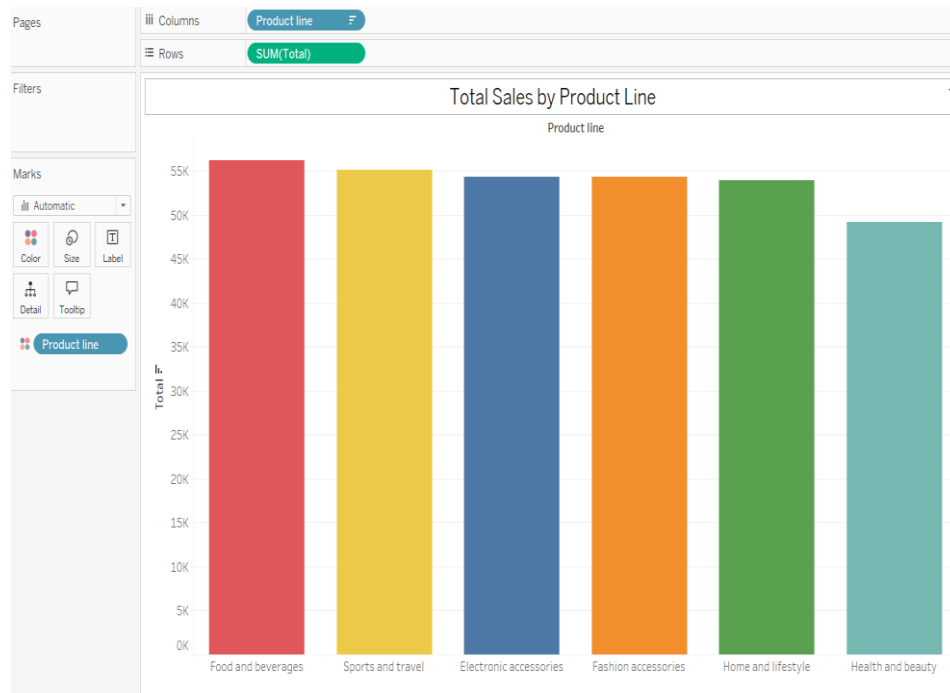 Pages
Columns
Product line
Rows
SUM(Total)
Filters
Marks
Automatic
Color
Size
Label
Detail
Tooltip
Product line
Total Sales by Product Line
Product line
Total
55K
50K
45K
40K
35K
30K
25K
20K
15K
10K
5K
0K
Food and beverages
Sports and travel
Electronic accessories
Fashion accessories
Home and lifestyle
Health and beauty